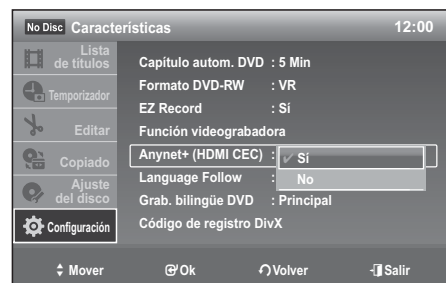 No Disc Características 12:00
Lista
de títulos
Temporizador
Editar
Copiado
Ajuste
del disco
Configuración
Capítulo autom. DVD : 5 Min
Formato DVD-RW : VR
EZ Record : Sí
Función videograbadora
Anynet+ (HDMI CEC) : ✔ Sí
Language Follow : No
Grab. bilingüe DVD : Principal
Código de registro DivX
Mover Ok Volver Salir